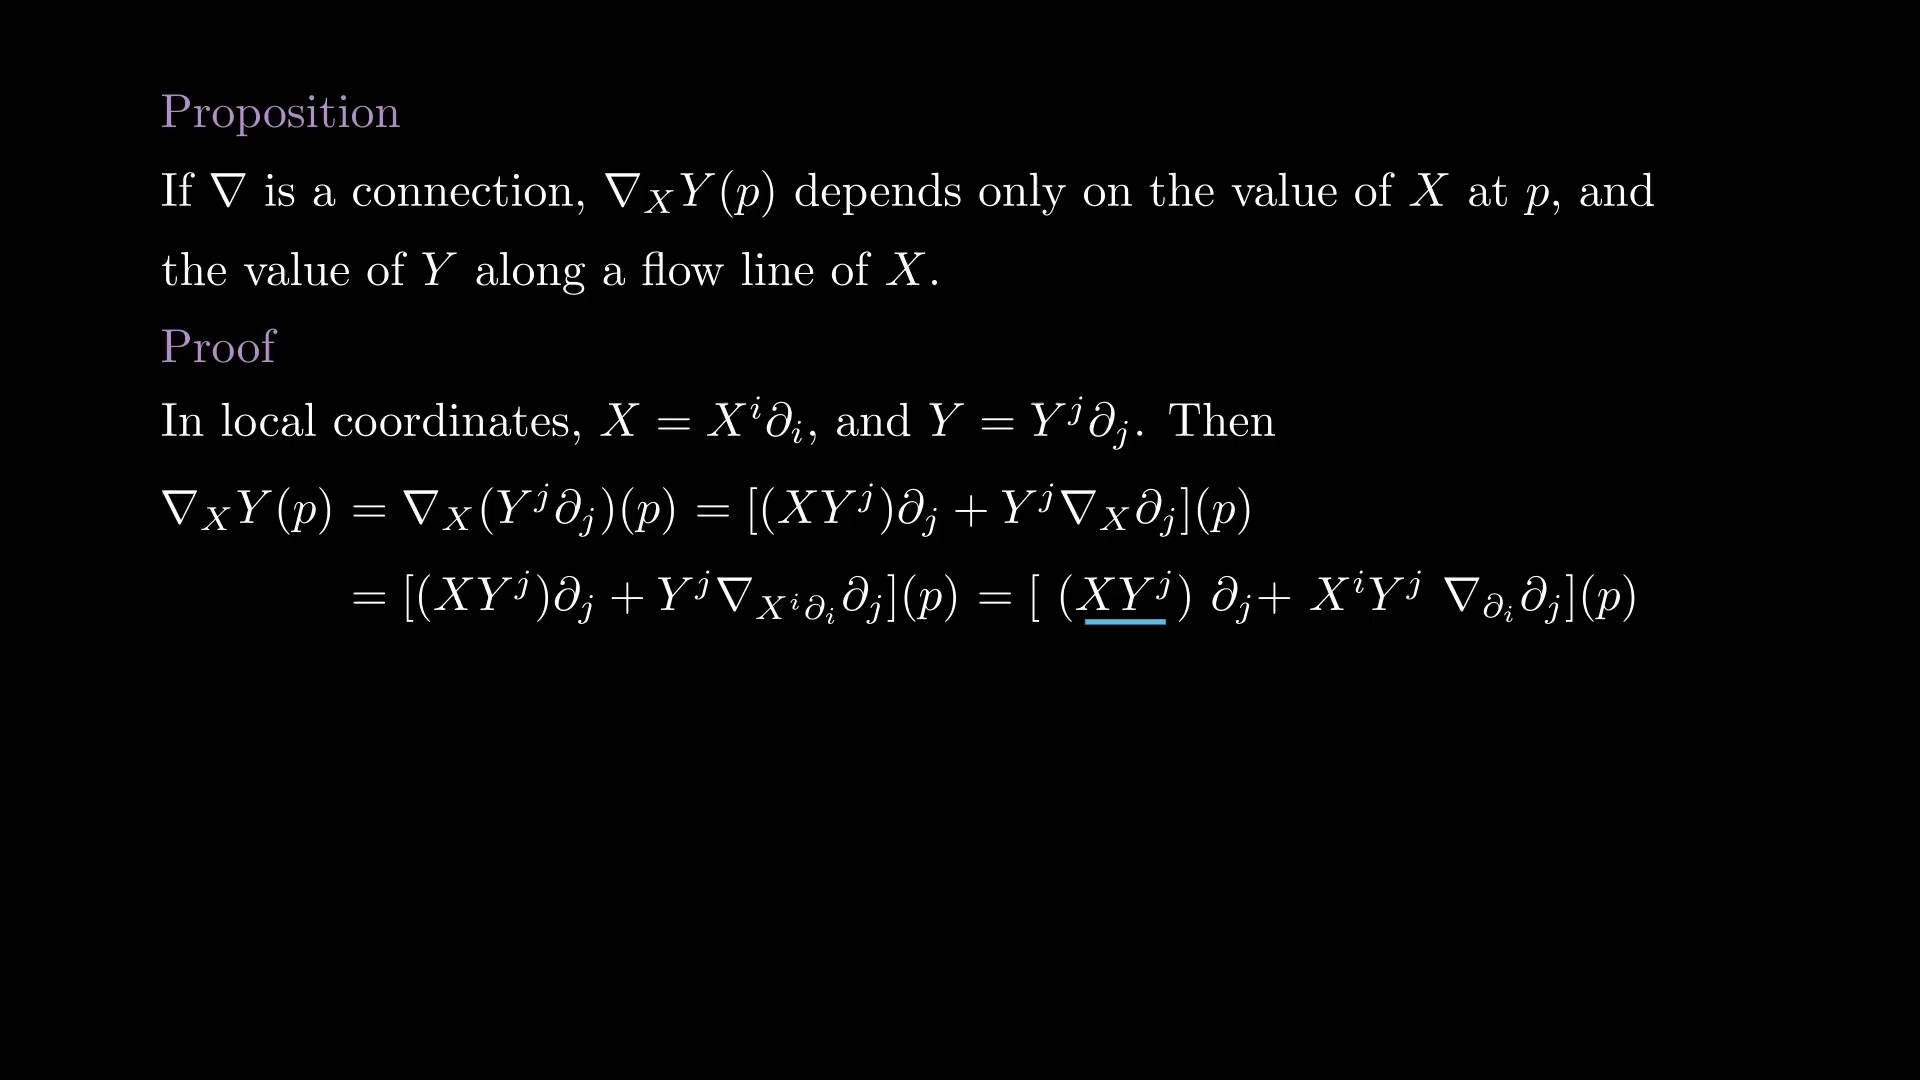 Proposition
If ∇ is a connection, ∇_X Y(p) depends only on the value of X at p, and
the value of Y along a flow line of X.
Proof
In local coordinates, X = X^i ∂_i, and Y = Y^j ∂_j. Then
∇_X Y(p) = ∇_X (Y^j ∂_j)(p) = [(XY^j)∂_j + Y^j ∇_X ∂_j](p)
= [(XY^j)∂_j + Y^j ∇_{X^i ∂_i} ∂_j](p) = [ (XY^j) ∂_j + X^i Y^j ∇_{∂_i} ∂_j](p)